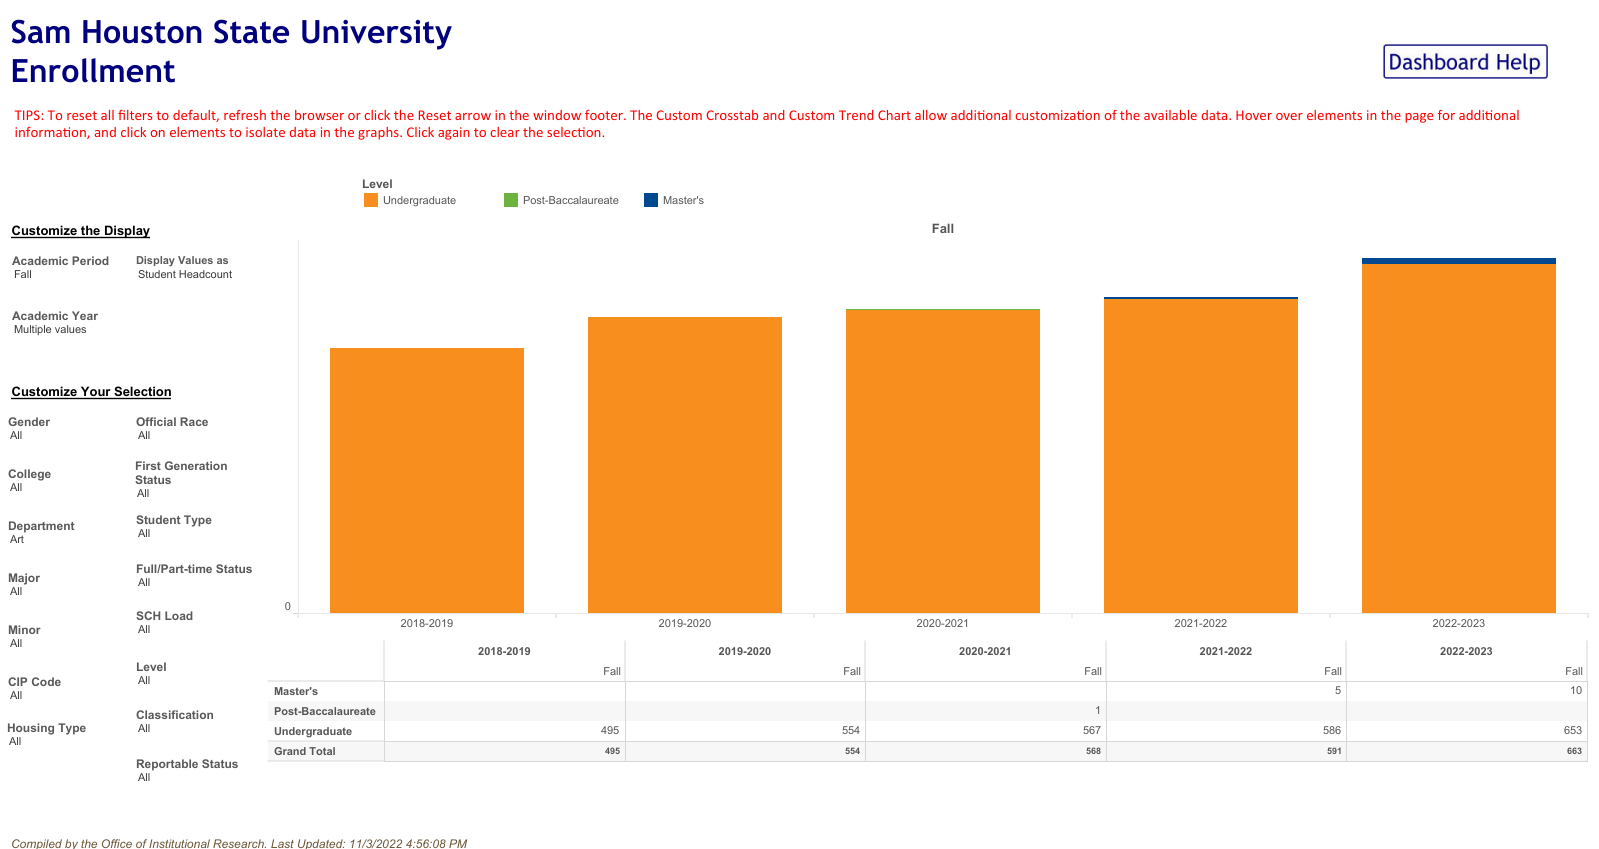 Sam Houston State University
Enrollment
Dashboard Help
TIPS: To reset all filters to default, refresh the browser or click the Reset arrow in the window footer. The Custom Crosstab and Custom Trend Chart allow additional customization of the available data. Hover over elements in the page for additional
information, and click on elements to isolate data in the graphs. Click again to clear the selection.
Level
Undergraduate Post-Baccalaureate Master's
Customize the Display
Academic Period Display Values as
Fall Student Headcount
Academic Year
Multiple values
Customize Your Selection
Gender Official Race
All All
College First Generation
Status
All All
Department Student Type
Art All
Major Full/Part-time Status
All All
Minor SCH Load
All All
CIP Code Level
All All
Housing Type Classification
All All
Reportable Status
All
Fall
0
2018-2019 2019-2020 2020-2021 2021-2022 2022-2023
2018-2019 2019-2020 2020-2021 2021-2022 2022-2023
Fall Fall Fall Fall Fall
Master's 5 10
Post-Baccalaureate 1
Undergraduate 495 554 567 586 653
Grand Total 495 554 568 591 663
Compiled by the Office of Institutional Research. Last Updated: 11/3/2022 4:56:08 PM